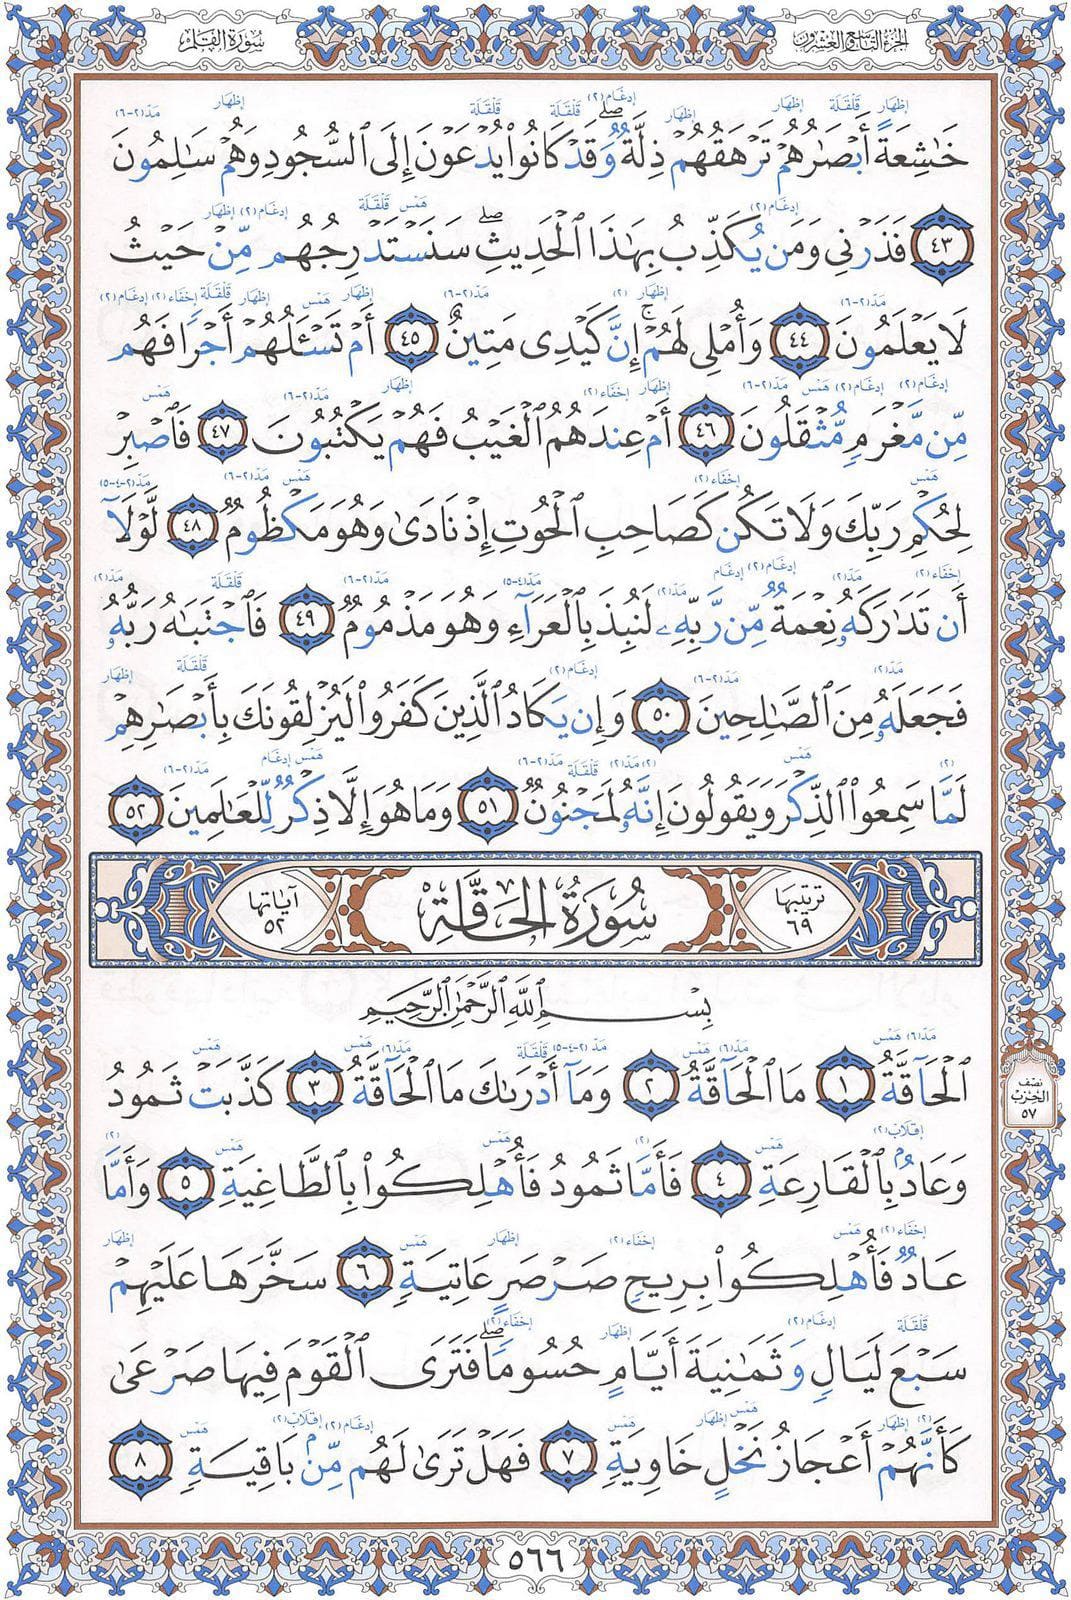 الجزء التاسع والعشرون
سورة القلم
خَٰشِعَةً أَبۡصَٰرُهُمۡ تَرۡهَقُهُمۡ ذِلَّةٞۖ وَقَدۡ كَانُواْ يُدۡعَوۡنَ إِلَى ٱلسُّجُودِ وَهُمۡ سَٰلِمُونَ
٤٣ فَذَرۡنِي وَمَن يُكَذِّبُ بِهَٰذَا ٱلۡحَدِيثِۖ سَنَسۡتَدۡرِجُهُم مِّنۡ حَيۡثُ
لَا يَعۡلَمُونَ ٤٤ وَأُمۡلِي لَهُمۡۚ إِنَّ كَيۡدِي مَتِينٌ ٤٥ أَمۡ تَسۡـَٔلُهُمۡ أَجۡرٗا فَهُم
مِّن مَّغۡرَمٖ مُّثۡقَلُونَ ٤٦ أَمۡ عِندَهُمُ ٱلۡغَيۡبُ فَهُمۡ يَكۡتُبُونَ ٤٧ فَٱصۡبِرۡ
لِحُكۡمِ رَبِّكَ وَلَا تَكُن كَصَاحِبِ ٱلۡحُوتِ إِذۡ نَادَىٰ وَهُوَ مَكۡظُومٞ ٤٨ لَّوۡلَآ
أَن تَدَٰرَكَهُۥ نِعۡمَةٞ مِّن رَّبِّهِۦ لَنُبِذَ بِٱلۡعَرَآءِ وَهُوَ مَذۡمُومٞ ٤٩ فَٱجۡتَبَٰهُ رَبُّهُۥ
فَجَعَلَهُۥ مِنَ ٱلصَّٰلِحِينَ ٥٠ وَإِن يَكَادُ ٱلَّذِينَ كَفَرُواْ لَيُزۡلِقُونَكَ بِأَبۡصَٰرِهِمۡ
لَمَّا سَمِعُواْ ٱلذِّكۡرَ وَيَقُولُونَ إِنَّهُۥ لَمَجۡنُونٞ ٥١ وَمَا هُوَ إِلَّا ذِكۡرٞ لِّلۡعَٰلَمِينَ ٥٢
ترتيبها ٦٩ سورة الحاقة آياتها ٥٢
بِسۡمِ ٱللَّهِ ٱلرَّحۡمَٰنِ ٱلرَّحِيمِ
ٱلۡحَآقَّةُ ١ مَا ٱلۡحَآقَّةُ ٢ وَمَآ أَدۡرَىٰكَ مَا ٱلۡحَآقَّةُ ٣ كَذَّبَتۡ ثَمُودُ
وَعَادُۢ بِٱلۡقَارِعَةِ ٤ فَأَمَّا ثَمُودُ فَأُهۡلِكُواْ بِٱلطَّاغِيَةِ ٥ وَأَمَّا
عَادٞ فَأُهۡلِكُواْ بِرِيحٖ صَرۡصَرٍ عَاتِيَةٖ ٦ سَخَّرَهَا عَلَيۡهِمۡ
سَبۡعَ لَيَالٖ وَثَمَٰنِيَةَ أَيَّامٍ حُسُومٗاۖ فَتَرَى ٱلۡقَوۡمَ فِيهَا صَرۡعَىٰ
كَأَنَّهُمۡ أَعۡجَازُ نَخۡلٍ خَاوِيَةٖ ٧ فَهَلۡ تَرَىٰ لَهُم مِّنۢ بَاقِيَةٖ ٨
نصف
الحزب
٥٧
٥٦٦